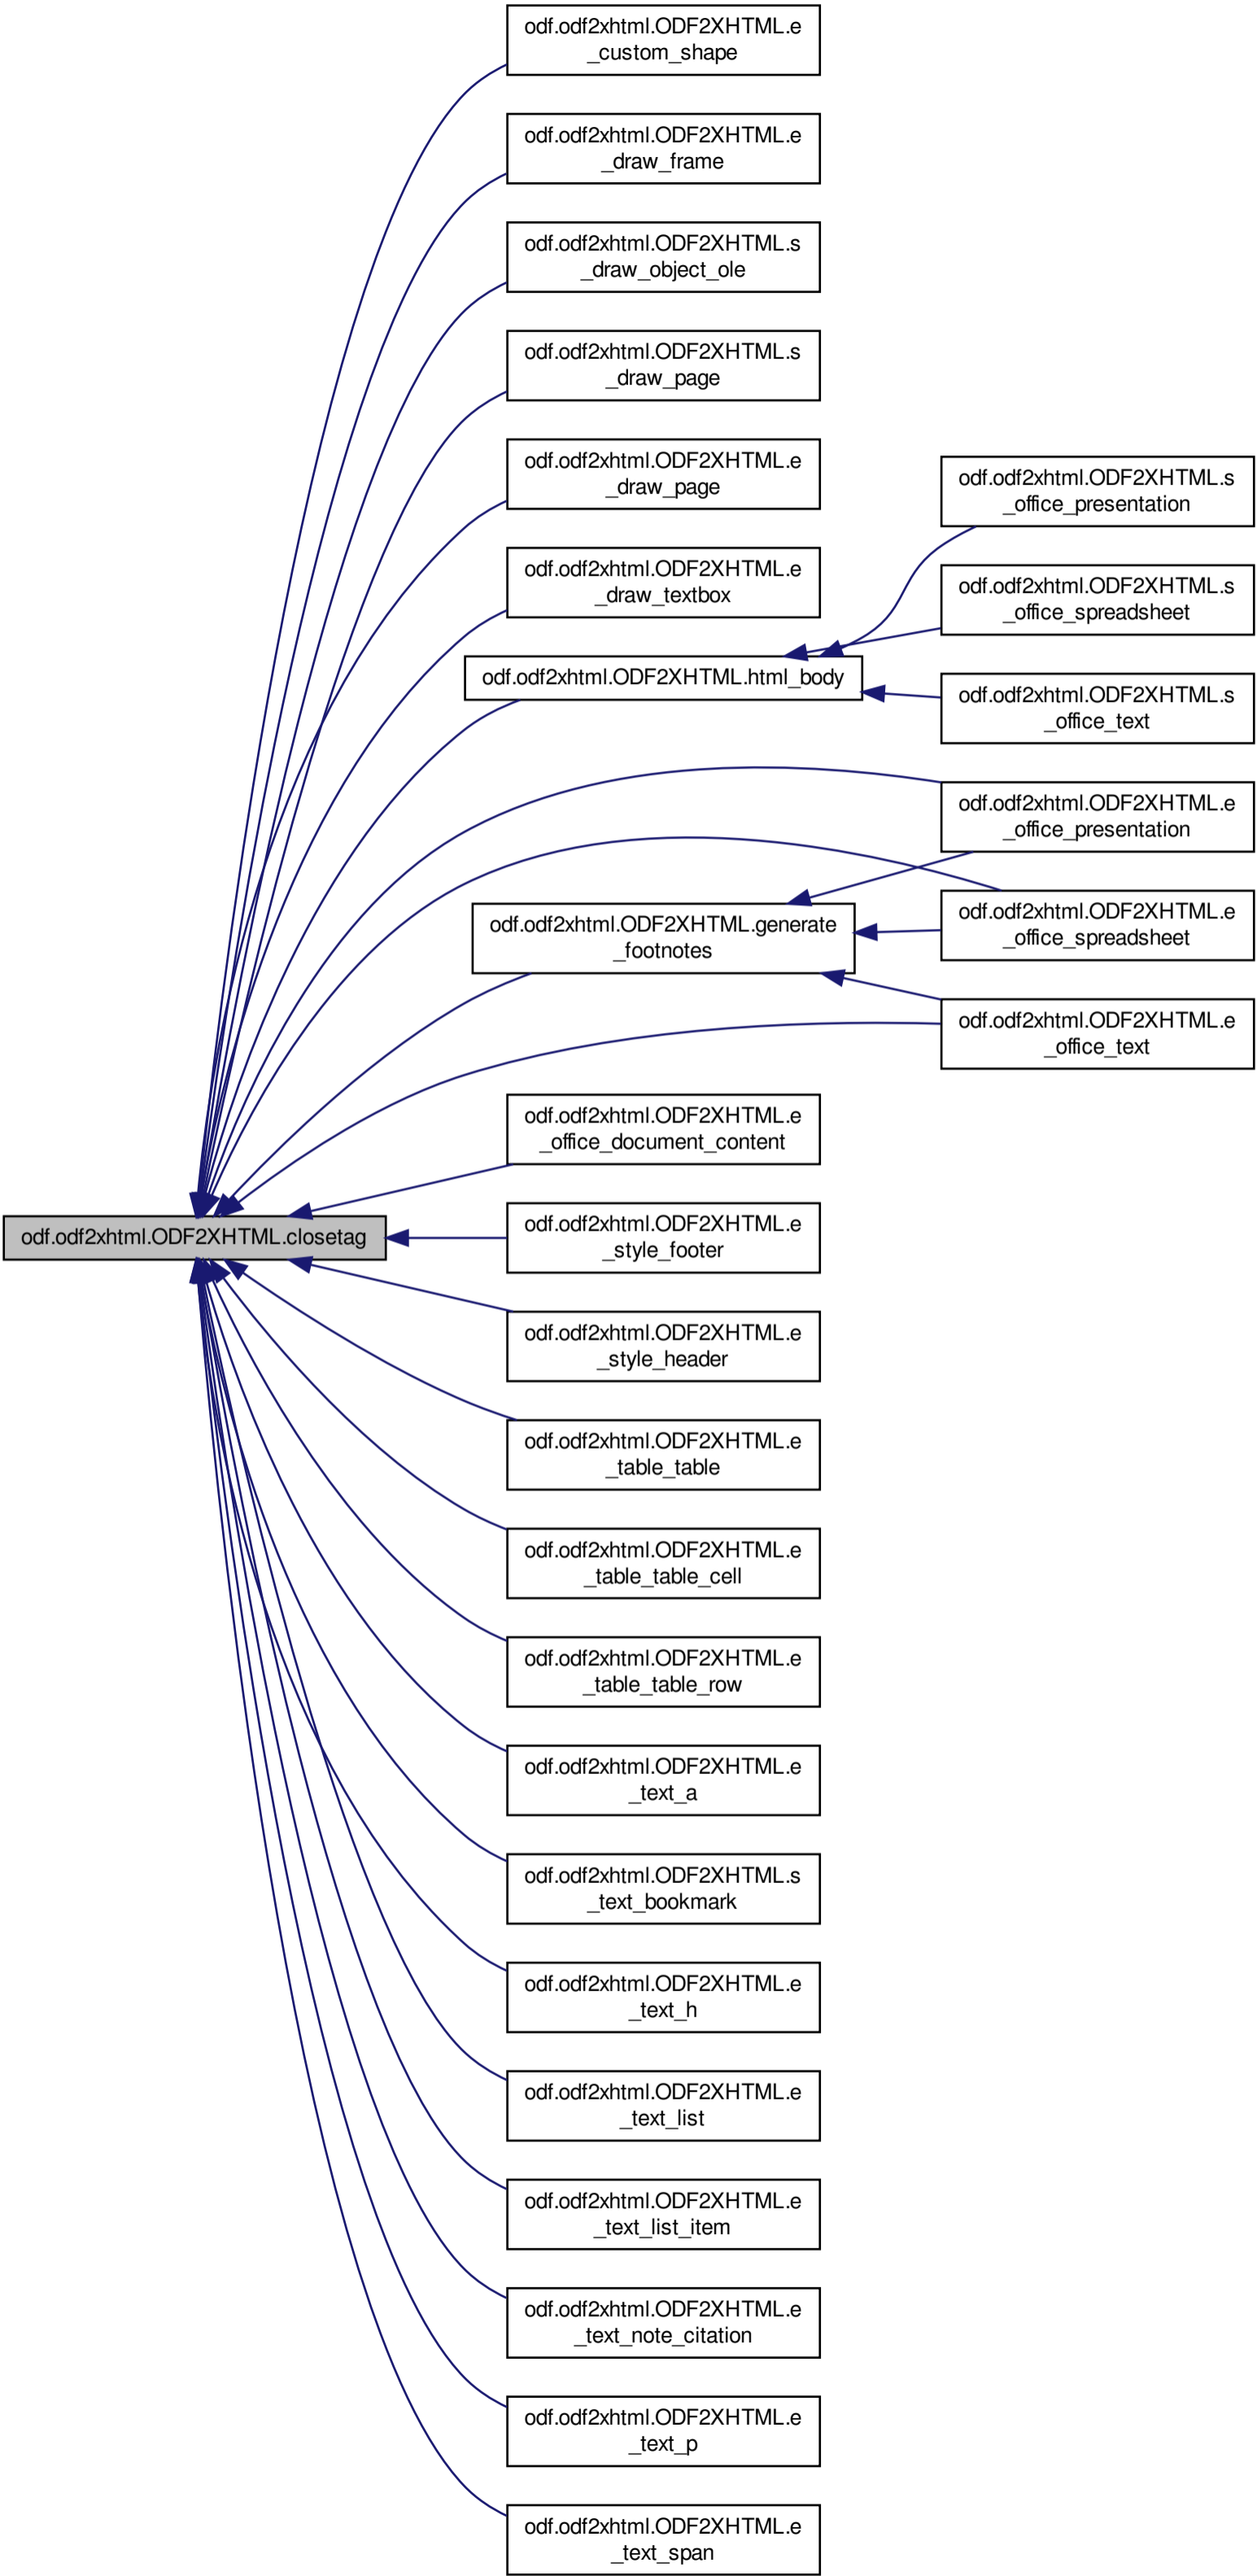 odf.odf2xhtml.ODF2XHTML.e
_custom_shape
odf.odf2xhtml.ODF2XHTML.e
_draw_frame
odf.odf2xhtml.ODF2XHTML.s
_draw_object_ole
odf.odf2xhtml.ODF2XHTML.s
_draw_page
odf.odf2xhtml.ODF2XHTML.e
_draw_page
odf.odf2xhtml.ODF2XHTML.s
_office_presentation
odf.odf2xhtml.ODF2XHTML.e
_draw_textbox
odf.odf2xhtml.ODF2XHTML.s
_office_spreadsheet
odf.odf2xhtml.ODF2XHTML.html_body
odf.odf2xhtml.ODF2XHTML.s
_office_text
odf.odf2xhtml.ODF2XHTML.e
_office_presentation
odf.odf2xhtml.ODF2XHTML.generate
_footnotes
odf.odf2xhtml.ODF2XHTML.e
_office_spreadsheet
odf.odf2xhtml.ODF2XHTML.e
_office_text
odf.odf2xhtml.ODF2XHTML.e
_office_document_content
odf.odf2xhtml.ODF2XHTML.closetag
odf.odf2xhtml.ODF2XHTML.e
_style_footer
odf.odf2xhtml.ODF2XHTML.e
_style_header
odf.odf2xhtml.ODF2XHTML.e
_table_table
odf.odf2xhtml.ODF2XHTML.e
_table_table_cell
odf.odf2xhtml.ODF2XHTML.e
_table_table_row
odf.odf2xhtml.ODF2XHTML.e
_text_a
odf.odf2xhtml.ODF2XHTML.s
_text_bookmark
odf.odf2xhtml.ODF2XHTML.e
_text_h
odf.odf2xhtml.ODF2XHTML.e
_text_list
odf.odf2xhtml.ODF2XHTML.e
_text_list_item
odf.odf2xhtml.ODF2XHTML.e
_text_note_citation
odf.odf2xhtml.ODF2XHTML.e
_text_p
odf.odf2xhtml.ODF2XHTML.e
_text_span